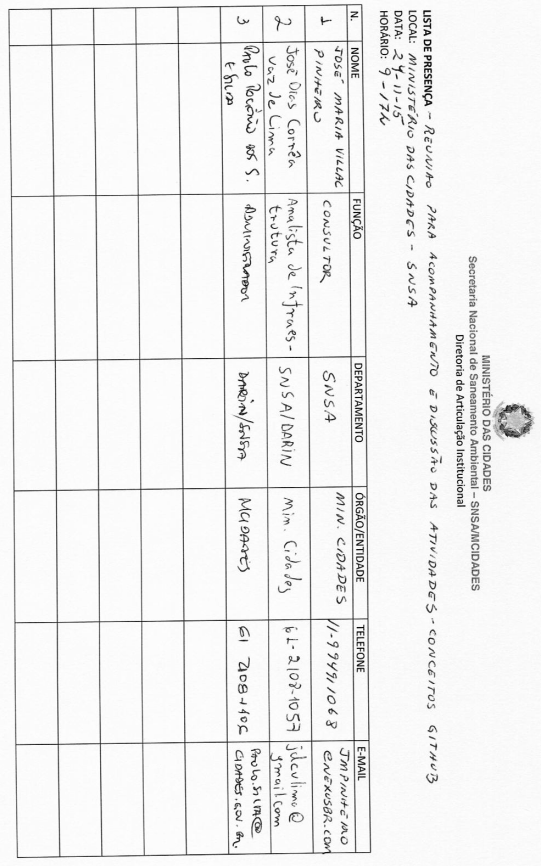 MINISTÉRIO DAS CIDADES
Secretaria Nacional de Saneamento Ambiental – SNSA/MCIDADES
Diretoria de Articulação Institucional
LISTA DE PRESENÇA – REUNIÃO PARA ACOMPANHAMENTO E DISCUSSÃO DAS ATIVIDADES - CONCEITOS GITHUB
LOCAL: MINISTÉRIO DAS CIDADES - SNSA
DATA: 24-11-15
HORÁRIO: 9-17h
N. NOME FUNÇÃO DEPARTAMENTO ÓRGÃO/ENTIDADE TELEFONE E-MAIL
1 JOSÉ MARIA VILLAC CONSULTOR SNSA MIN. CIDADES 11-99491068 JMPINHEIRO
PINHEIRO @NEXUSBR.COM
2 José Dias Corrêa Analista de Infraes- SNSA/DARIN Min. Cidades 61-2108-1057 jdcvlima@
Vaz de Lima trutura gmail.com
3 Paulo dos S. ADMINISTRADOR DARIN/SNSA MCIDADES 61 PAULO.SILVA@
e SILVA CIDADES.GOV.BR.